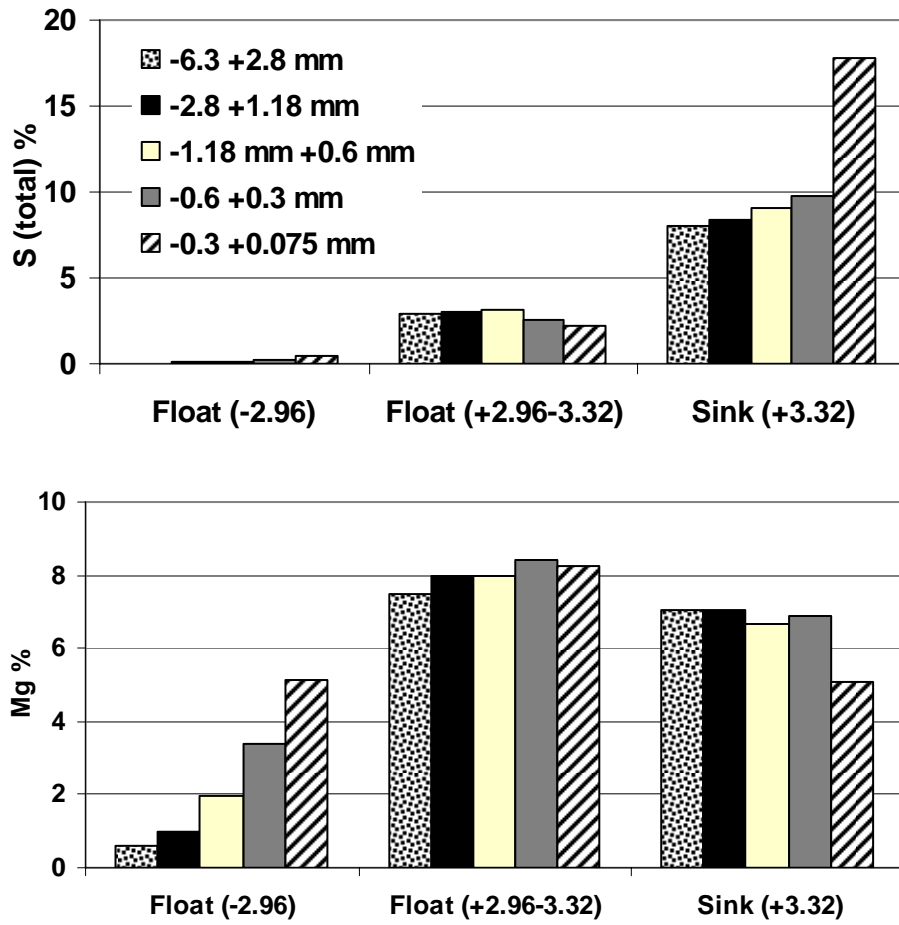 20
15
10
5
0
S (total) %
-6.3 +2.8 mm
-2.8 +1.18 mm
-1.18 mm +0.6 mm
-0.6 +0.3 mm
-0.3 +0.075 mm
Float (-2.96) Float (+2.96-3.32) Sink (+3.32)
10
8
6
4
2
0
Mg %
Float (-2.96) Float (+2.96-3.32) Sink (+3.32)